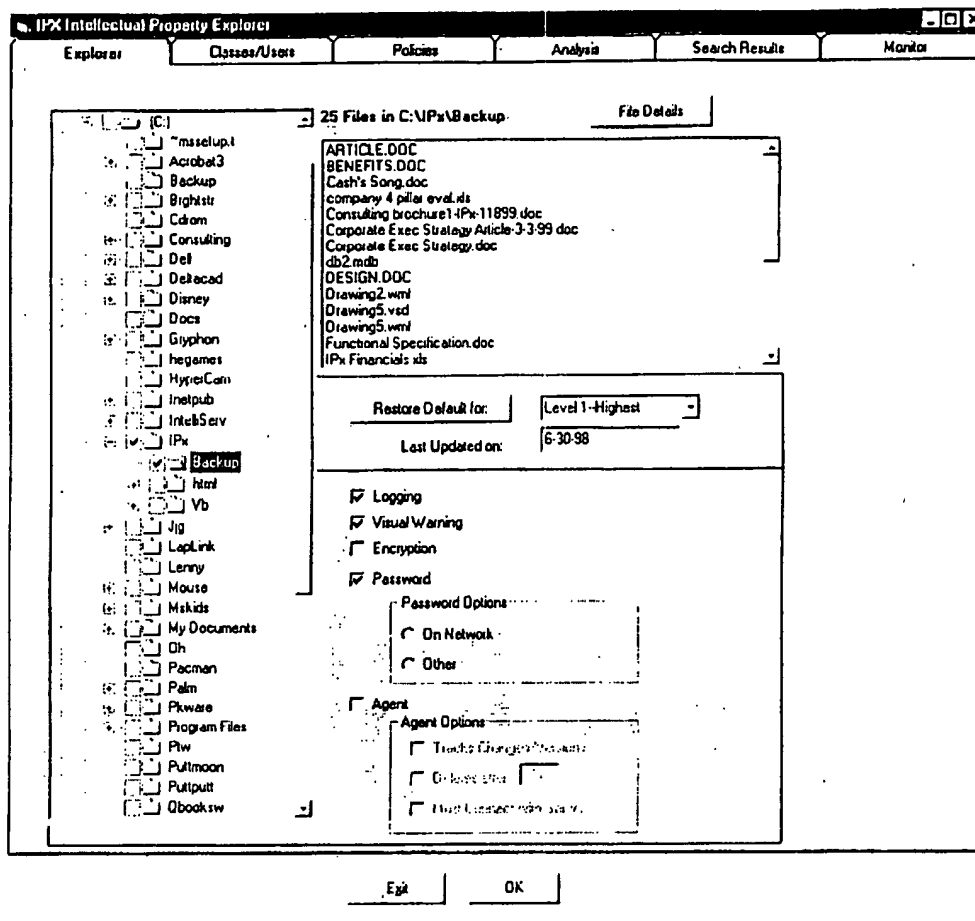 IPX Intellectual Property Explorer
Explorer Classes/Users Policies Analysis Search Results Monitor
(C:)
~mssetup.t
Acrobat3
Backup
Brghtstr
Cdrom
Consulting
Dell
Deltacad
Disney
Docs
Gryphon
hegames
HyperCam
Inetpub
IntelliServ
IPx
Backup
html
Vb
Jig
LapLink
Lenny
Mouse
Mskids
My Documents
Oh
Pacman
Palm
Pkware
Program Files
Ptw
Puttmoon
Puttputt
Qbooksw
25 Files in C:\IPx\Backup
File Details
ARTICLE.DOC
BENEFITS.DOC
Cash's Song.doc
company 4 pillar eval.xls
Consulting brochure1-IPx-11899.doc
Corporate Exec Strategy Article-3-3-99.doc
Corporate Exec Strategy.doc
db2.mdb
DESIGN.DOC
Drawing2.wmf
Drawing5.vsd
Drawing5.wmf
Functional Specification.doc
IPx Financials.xls
Restore Default for: Level 1--Highest
Last Updated on: 6-30-98
Logging
Visual Warning
Encryption
Password
Password Options
On Network
Other
Agent
Agent Options
Exit OK